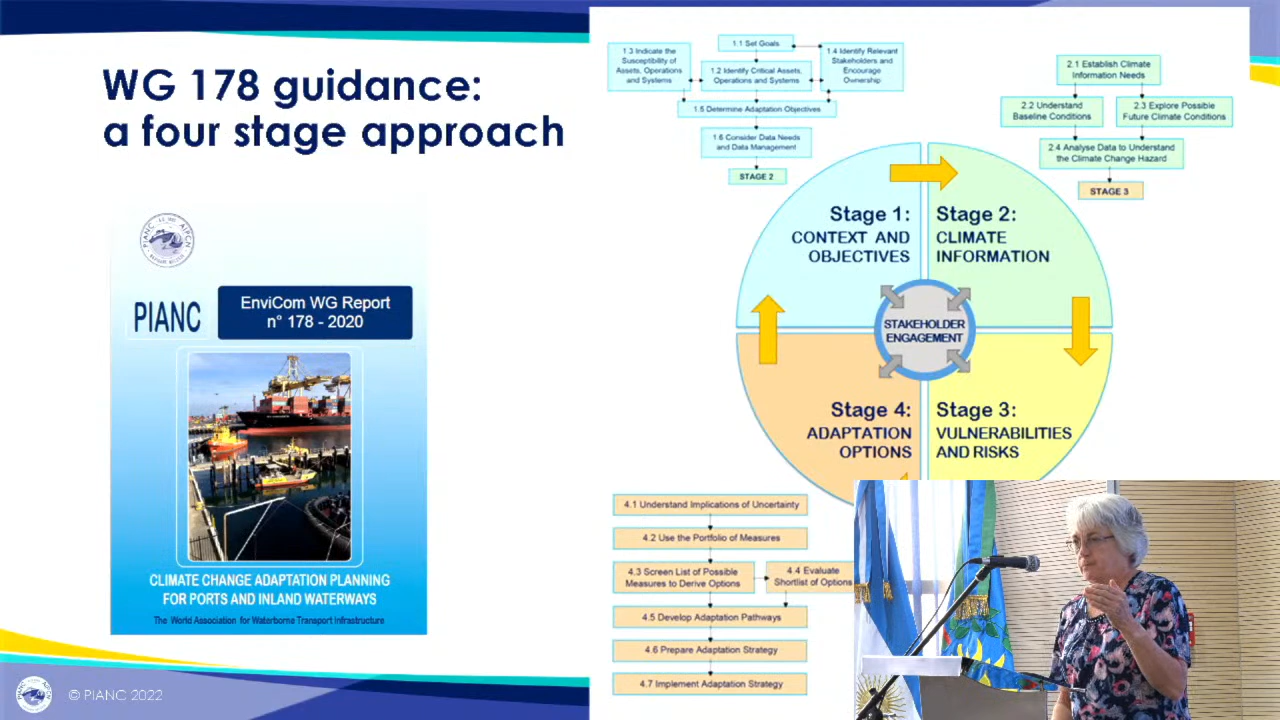 WG 178 guidance:
a four stage approach
PIANC
EnviCom WG Report
n° 178 - 2020
CLIMATE CHANGE ADAPTATION PLANNING
FOR PORTS AND INLAND WATERWAYS
The World Association for Waterborne Transport Infrastructure
© PIANC 2022
1.1 Set Goals
1.3 Indicate the
Susceptibility of
Assets, Operations
and Systems
1.2 Identify Critical Assets,
Operations and Systems
1.4 Identify Relevant
Stakeholders and
Encourage
Ownership
1.5 Determine Adaptation Objectives
1.6 Consider Data Needs
and Data Management
STAGE 2
2.1 Establish Climate
Information Needs
2.2 Understand
Baseline Conditions
2.3 Explore Possible
Future Climate Conditions
2.4 Analyse Data to Understand
the Climate Change Hazard
STAGE 3
Stage 1:
CONTEXT AND
OBJECTIVES
Stage 2:
CLIMATE
INFORMATION
STAKEHOLDER
ENGAGEMENT
Stage 4:
ADAPTATION
OPTIONS
Stage 3:
VULNERABILITIES
AND RISKS
4.1 Understand Implications of Uncertainty
4.2 Use the Portfolio of Measures
4.3 Screen List of Possible
Measures to Derive Options
4.4 Evaluate
Shortlist of Options
4.5 Develop Adaptation Pathways
4.6 Prepare Adaptation Strategy
4.7 Implement Adaptation Strategy